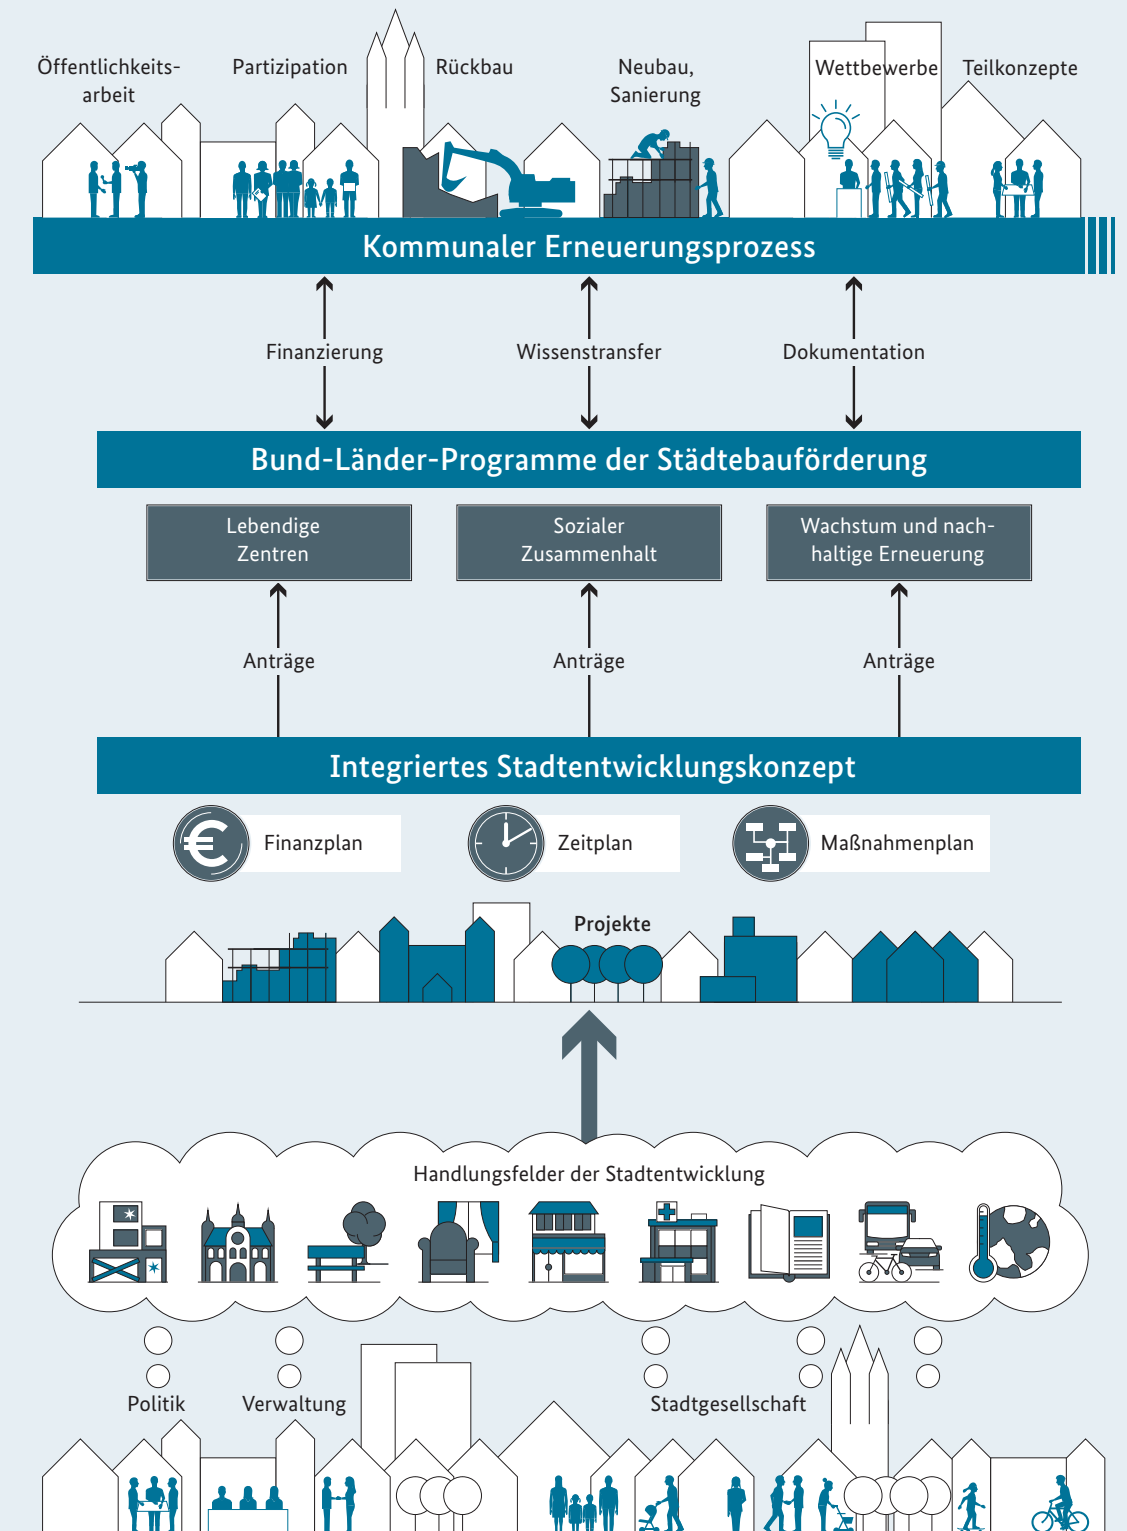 Öffentlichkeits-
arbeit
Partizipation
Rückbau
Neubau,
Sanierung
Wettbewerbe
Teilkonzepte
Kommunaler Erneuerungsprozess
Finanzierung
Wissenstransfer
Dokumentation
Bund-Länder-Programme der Städtebauförderung
Lebendige
Zentren
Sozialer
Zusammenhalt
Wachstum und nach-
haltige Erneuerung
Anträge
Anträge
Anträge
Integriertes Stadtentwicklungskonzept
Finanzplan
Zeitplan
Maßnahmenplan
Projekte
Handlungsfelder der Stadtentwicklung
Politik
Verwaltung
Stadtgesellschaft